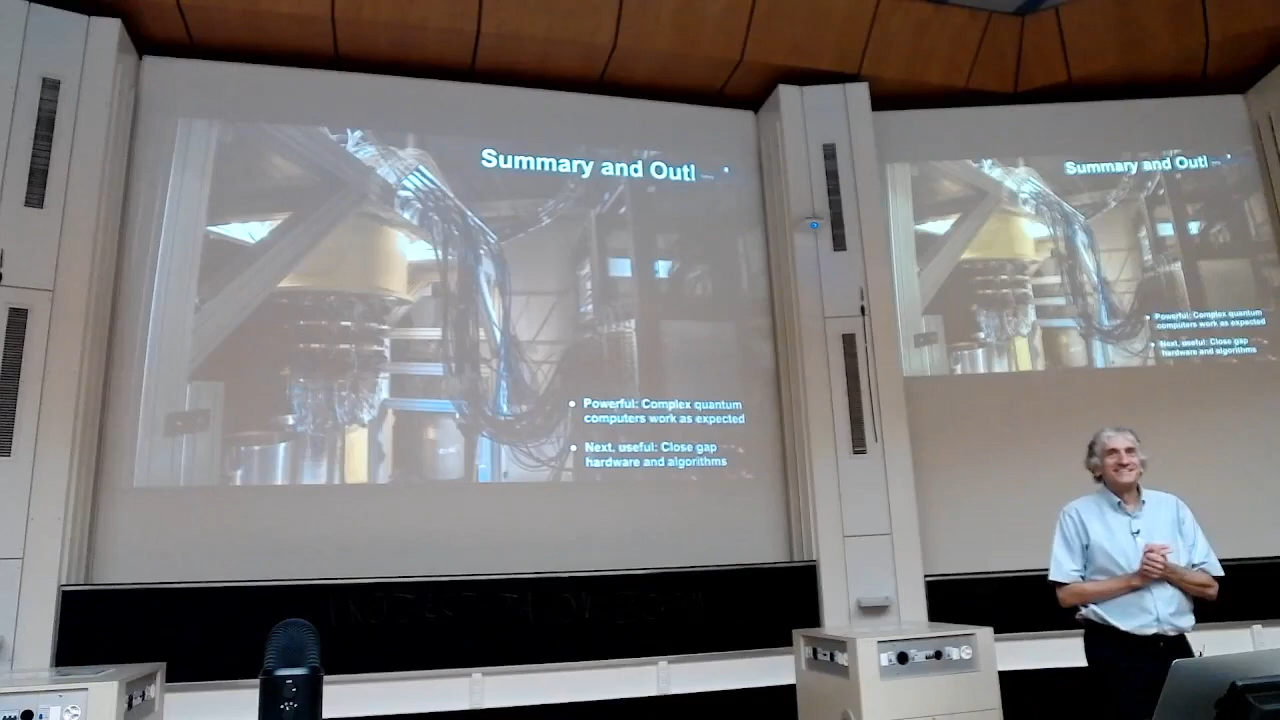 Summary and Outl
Powerful: Complex quantum
computers work as expected
Next, useful: Close gap
hardware and algorithms
Summary and Outl
Powerful: Complex quantum
computers work as expected
Next, useful: Close gap
hardware and algorithms